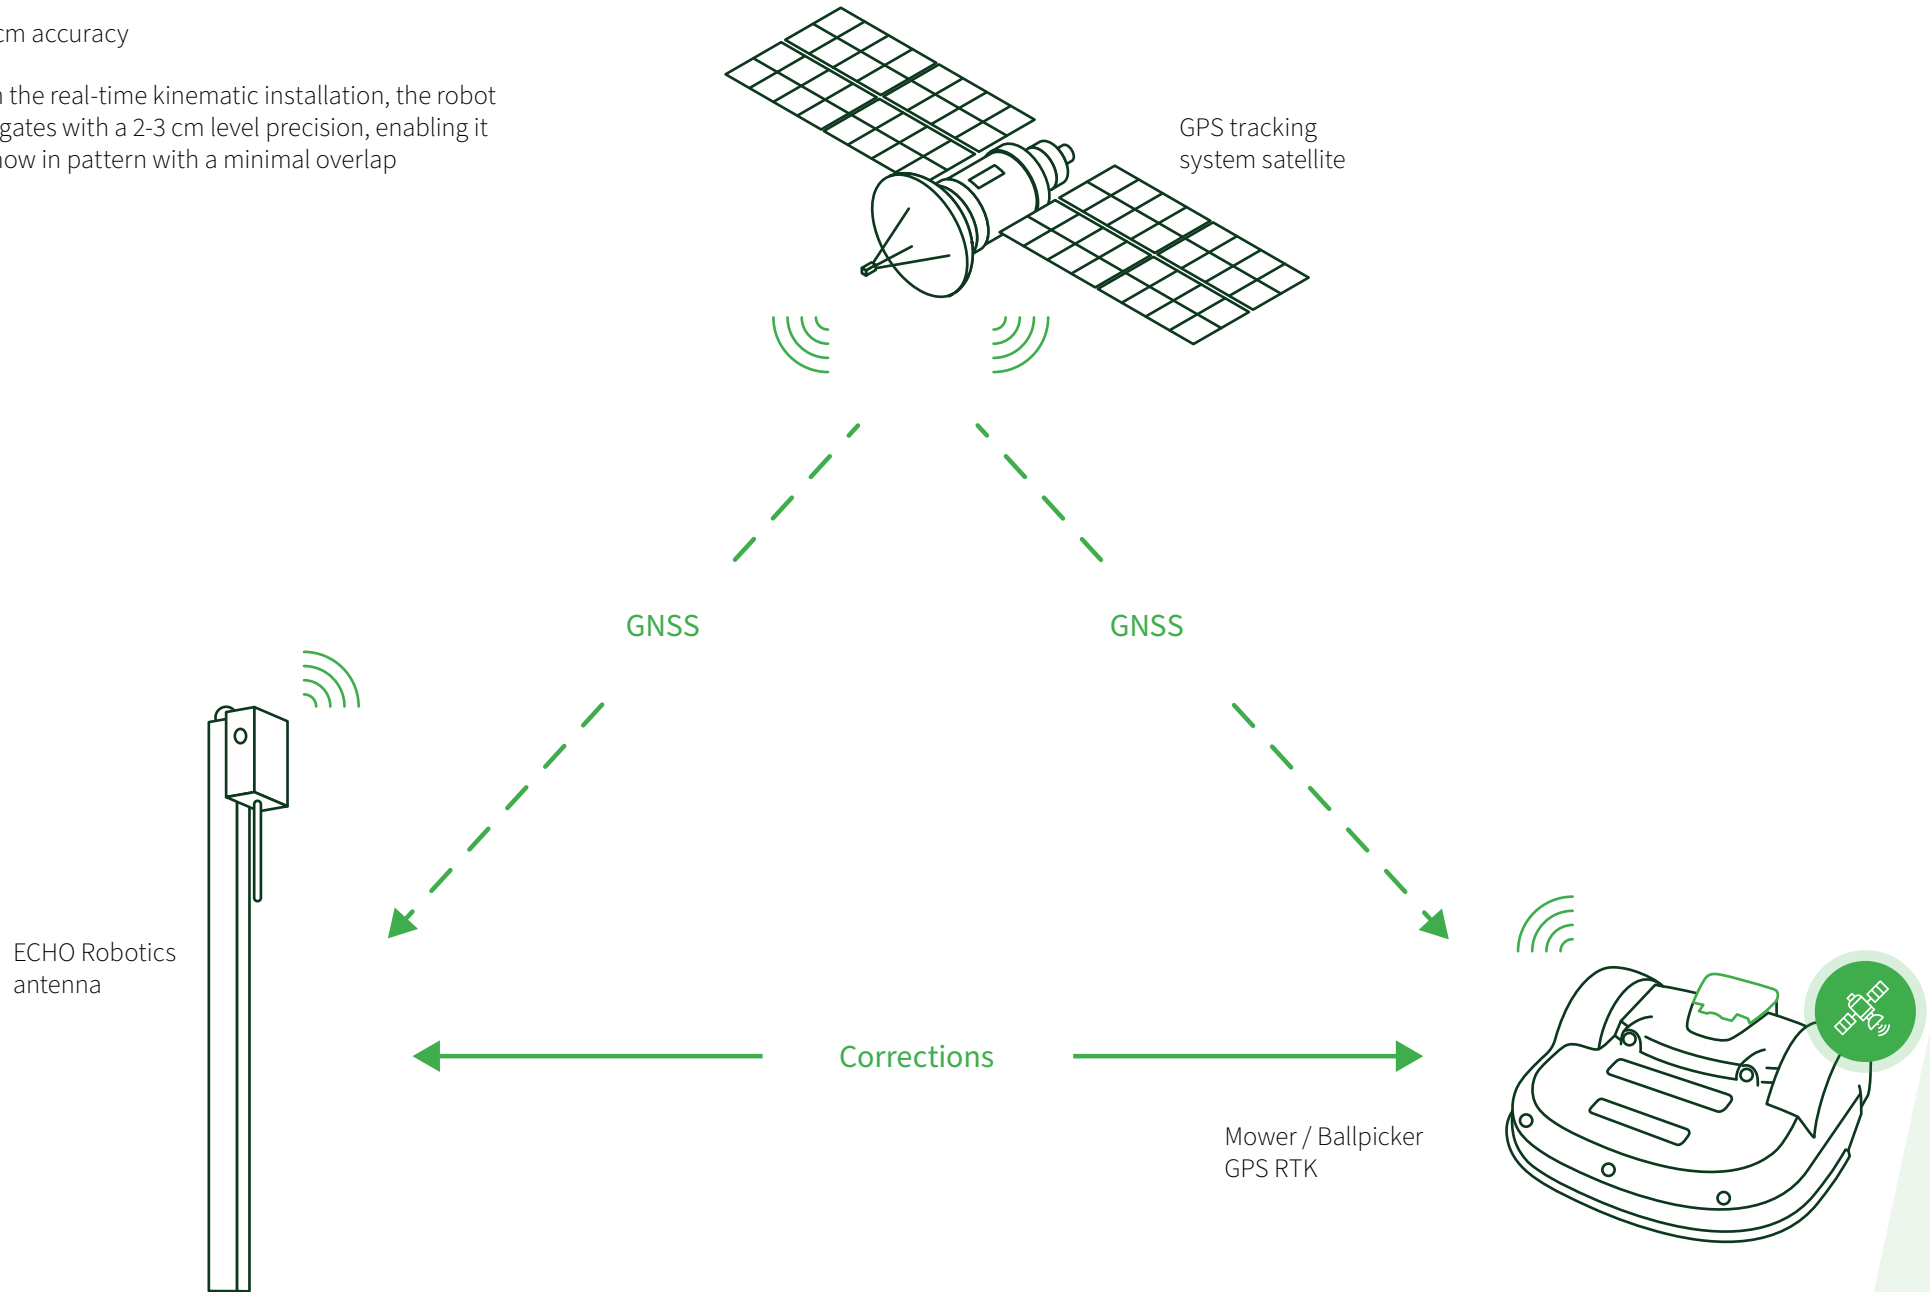 cm accuracy
the real-time kinematic installation, the robot
gates with a 2-3 cm level precision, enabling it
ow in pattern with a minimal overlap
GPS tracking
system satellite
GNSS
GNSS
ECHO Robotics
antenna
Corrections
Mower / Ballpicker
GPS RTK